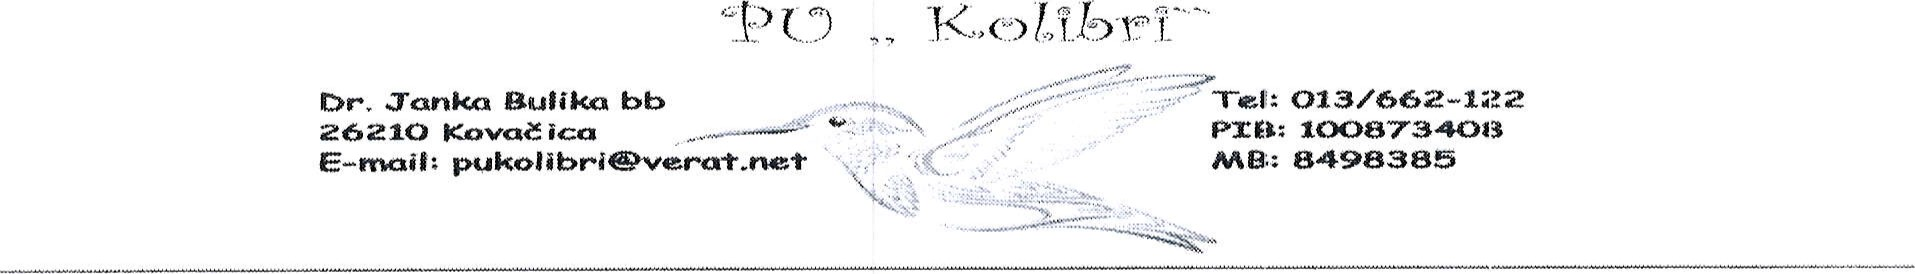 PU ,, Kolibri``
Dr. Janka Bulika bb
26210 Kovačica
E-mail: pukolibri@verat.net
Tel: 013/662-122
PIB: 100873408
MB: 8498385